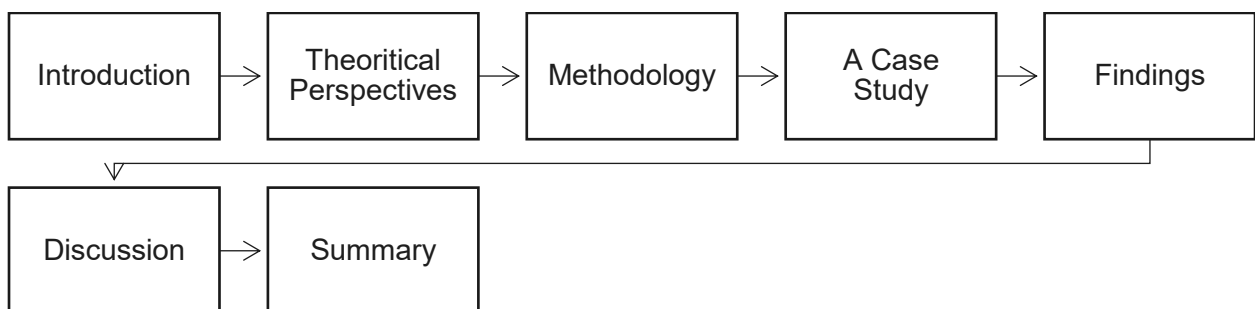 Introduction
Theoritical
Perspectives
Methodology
A Case
Study
Findings
Discussion
Summary